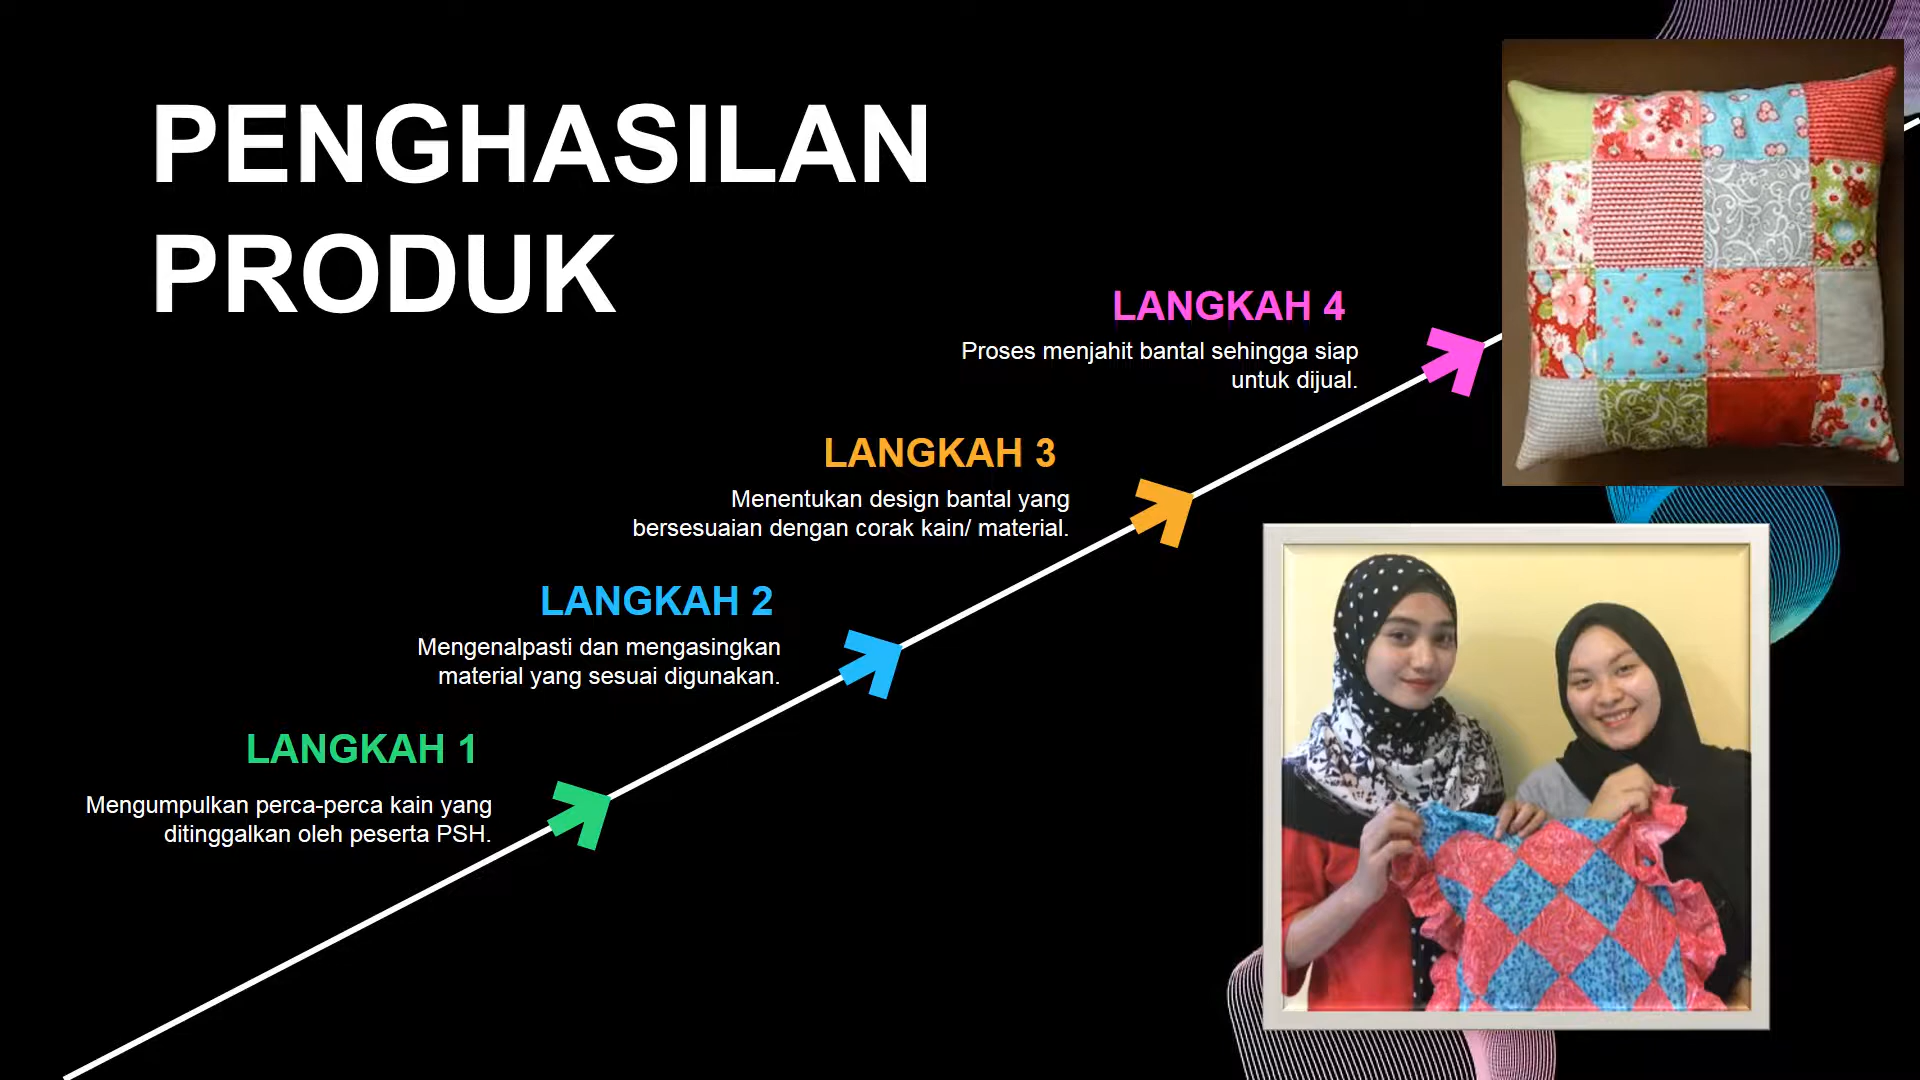 PENGHASILAN
PRODUK
LANGKAH 4
Proses menjahit bantal sehingga siap
untuk dijual.
LANGKAH 3
Menentukan design bantal yang
bersesuaian dengan corak kain/ material.
LANGKAH 2
Mengenalpasti dan mengasingkan
material yang sesuai digunakan.
LANGKAH 1
Mengumpulkan perca-perca kain yang
ditinggalkan oleh peserta PSH.